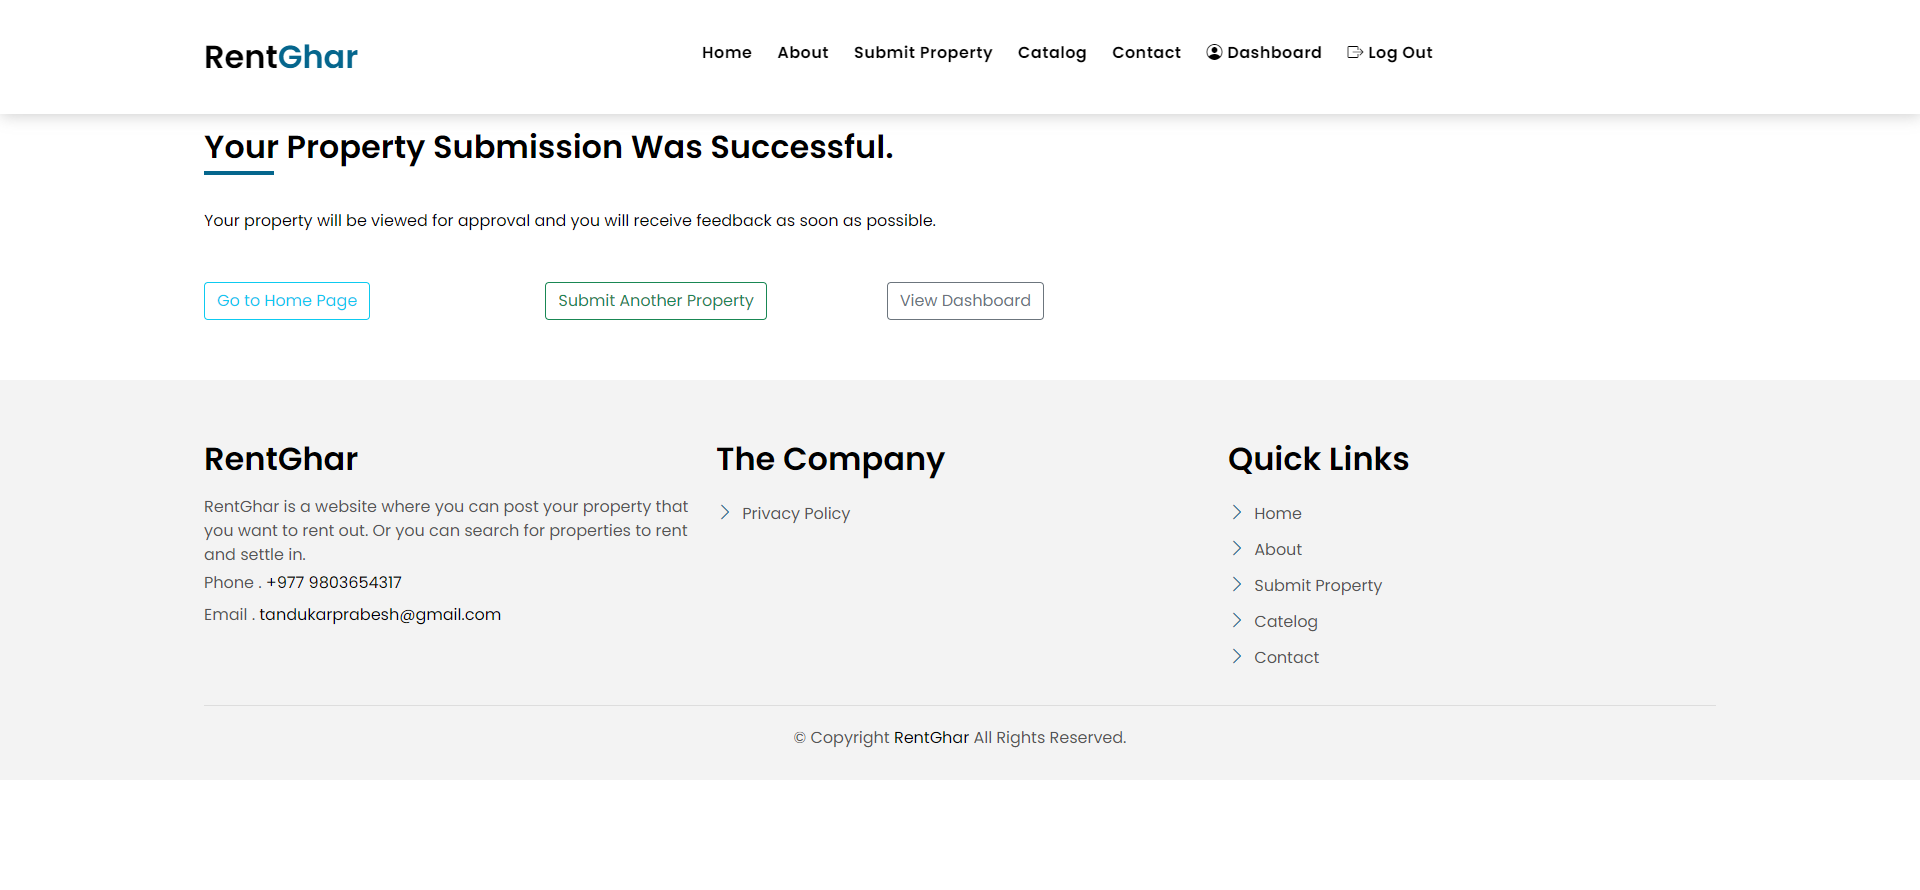 RentGhar
Home About Submit Property Catalog Contact Dashboard Log Out
Your Property Submission Was Successful.
Your property will be viewed for approval and you will receive feedback as soon as possible.
Go to Home Page
Submit Another Property
View Dashboard
RentGhar
RentGhar is a website where you can post your property that
you want to rent out. Or you can search for properties to rent
and settle in.
Phone . +977 9803654317
Email . tandukarprabesh@gmail.com
The Company
Privacy Policy
Quick Links
Home
About
Submit Property
Catelog
Contact
© Copyright RentGhar All Rights Reserved.